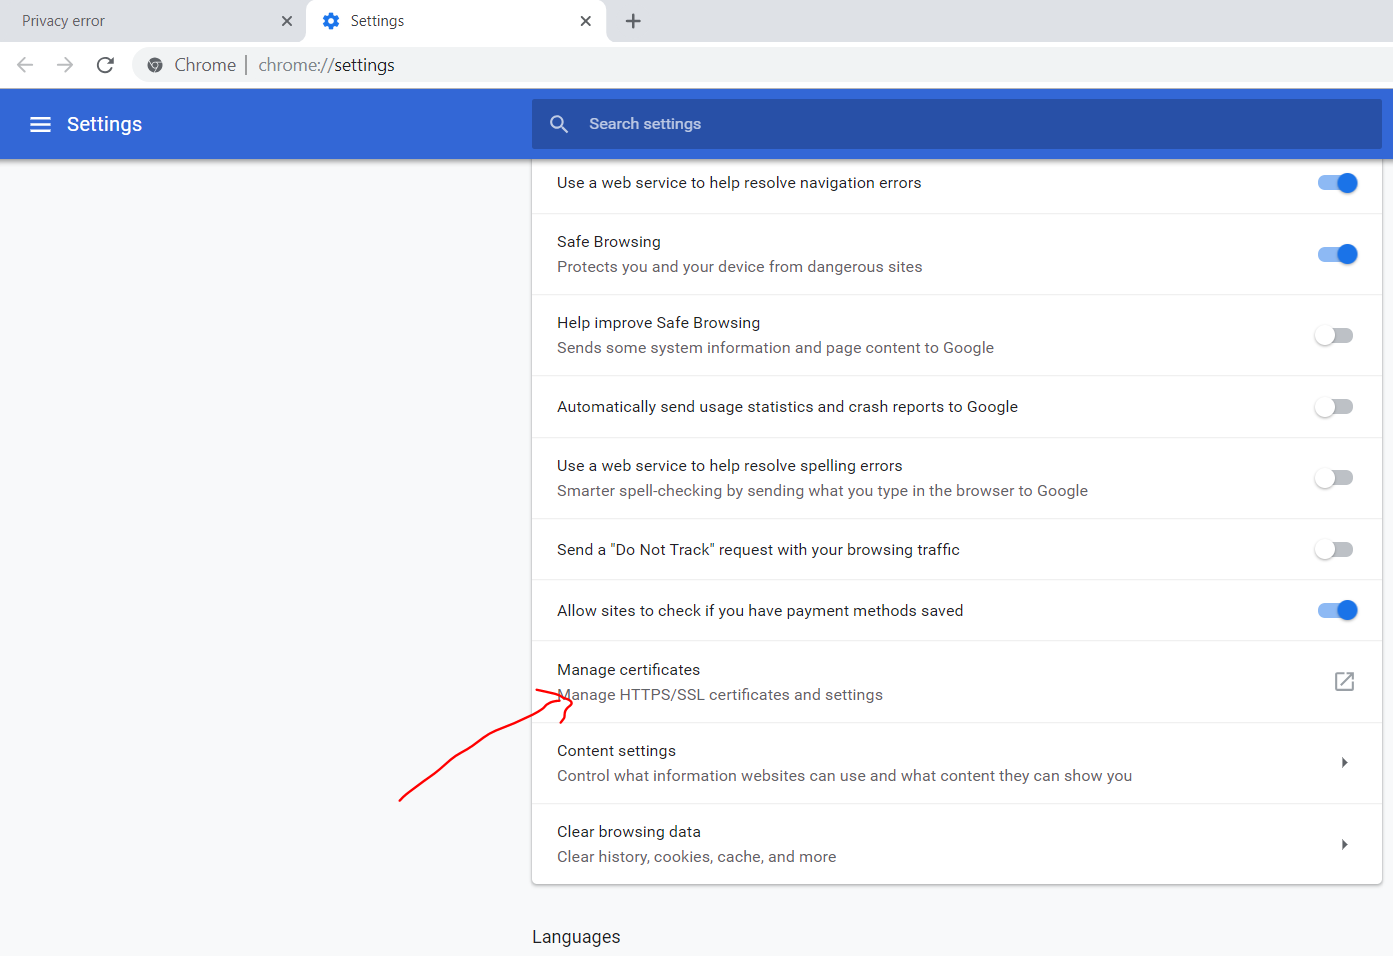 Privacy error
Settings
Chrome | chrome://settings
Settings
Search settings
Use a web service to help resolve navigation errors
Safe Browsing
Protects you and your device from dangerous sites
Help improve Safe Browsing
Sends some system information and page content to Google
Automatically send usage statistics and crash reports to Google
Use a web service to help resolve spelling errors
Smarter spell-checking by sending what you type in the browser to Google
Send a "Do Not Track" request with your browsing traffic
Allow sites to check if you have payment methods saved
Manage certificates
Manage HTTPS/SSL certificates and settings
Content settings
Control what information websites can use and what content they can show you
Clear browsing data
Clear history, cookies, cache, and more
Languages